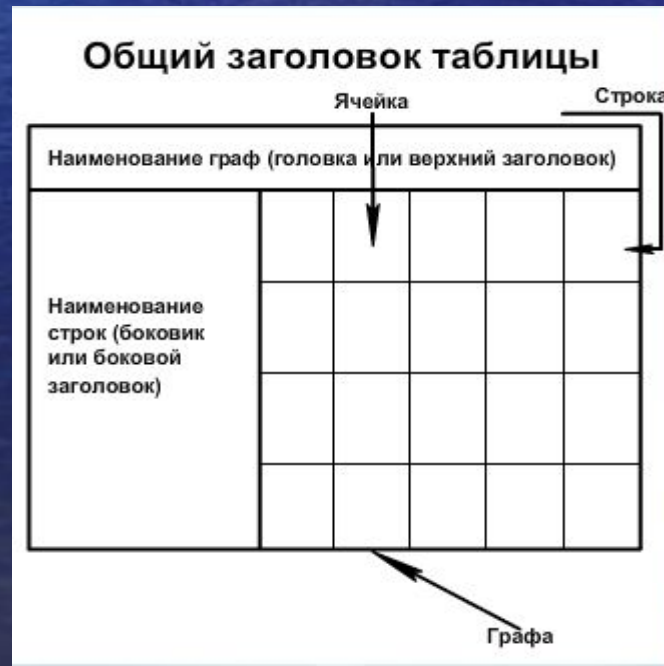 Общий заголовок таблицы
Ячейка
Строка
Наименование граф (головка или верхний заголовок)
Наименование
строк (боковик
или боковой
заголовок)
Графа